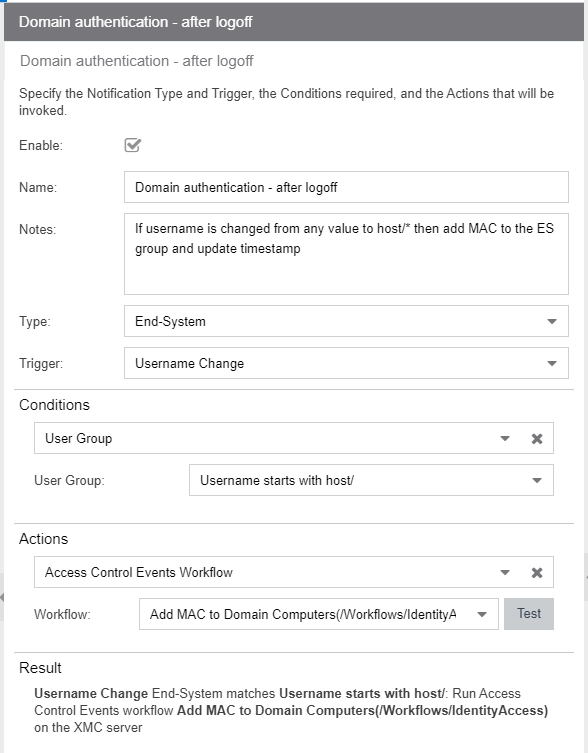 Domain authentication - after logoff
Domain authentication - after logoff
Specify the Notification Type and Trigger, the Conditions required, and the Actions that will be
invoked.
Enable:
Name: Domain authentication - after logoff
Notes: If username is changed from any value to host/* then add MAC to the ES
group and update timestamp
Type: End-System
Trigger: Username Change
Conditions
User Group
User Group: Username starts with host/
Actions
Access Control Events Workflow
Workflow: Add MAC to Domain Computers(/Workflows/IdentityA Test
Result
Username Change End-System matches Username starts with host/: Run Access
Control Events workflow Add MAC to Domain Computers(/Workflows/IdentityAccess)
on the XMC server